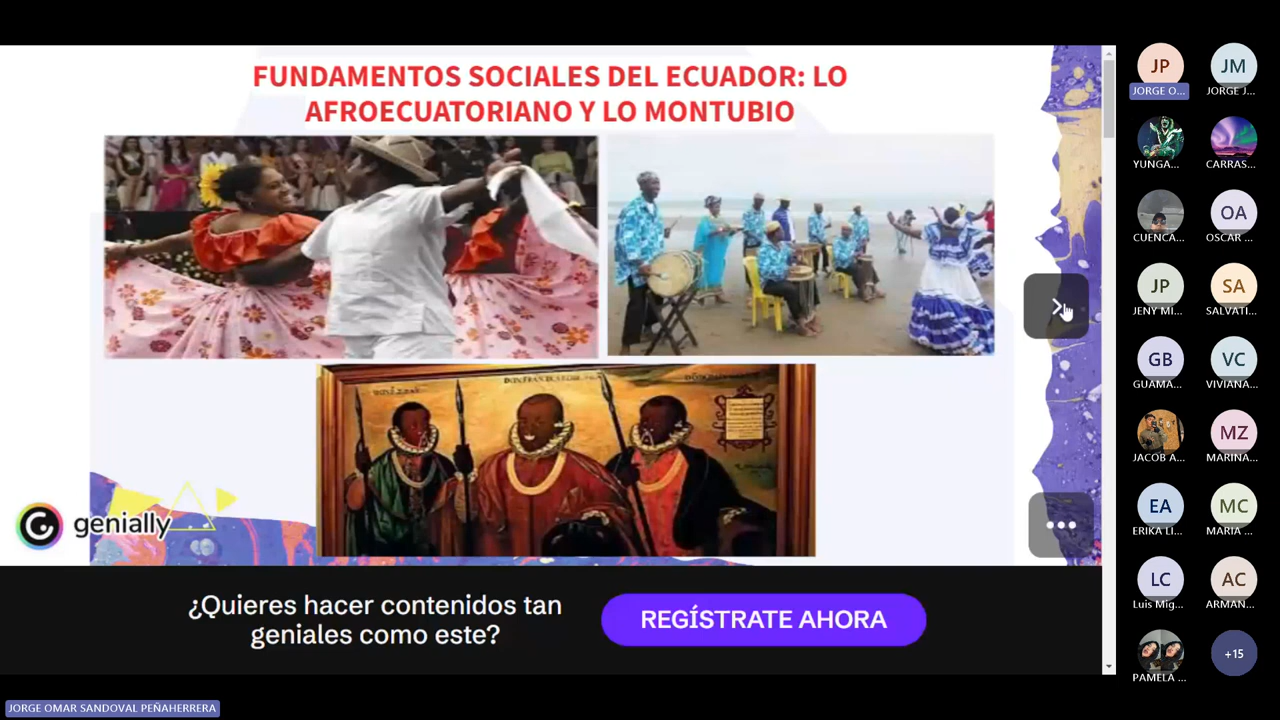 FUNDAMENTOS SOCIALES DEL ECUADOR: LO
AFROECUATORIANO Y LO MONTUBIO
genially
¿Quieres hacer contenidos tan
geniales como este?
REGÍSTRATE AHORA
JORGE OMAR SANDOVAL PEÑAHERRERA
JP
JORGE O...
JM
JORGE J...
YUNGA...
CARRAS...
CUENCA...
OA
OSCAR ...
JP
JENY MI...
SA
SALVATI...
GB
GUAMA...
VC
VIVIANA...
JACOB A...
MZ
MARINA...
EA
ERIKA LI...
MC
MARIA ...
LC
Luis Mig...
AC
ARMAN...
PAMELA ...
+15